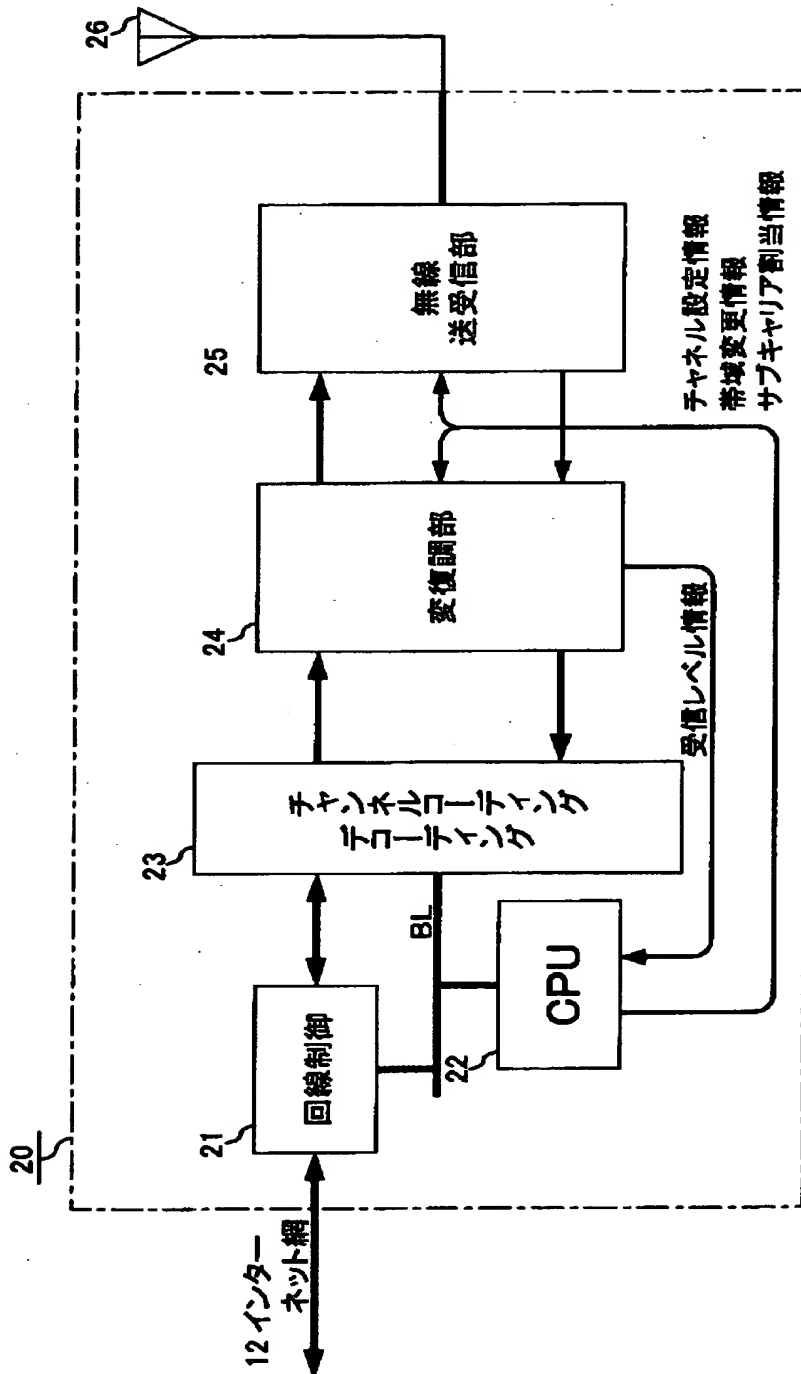 20
12 インター
ネット網
21
回線制御
BL
22
CPU
23
チャンネルコーディング
デコーディング
24
変復調部
受信レベル情報
25
無線
送受信部
26
チャネル設定情報
帯域変更情報
サブキャリア割当情報